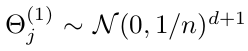 Θ_j^{(1)} ∼ 𝒩(0, 1/n)^{d+1}